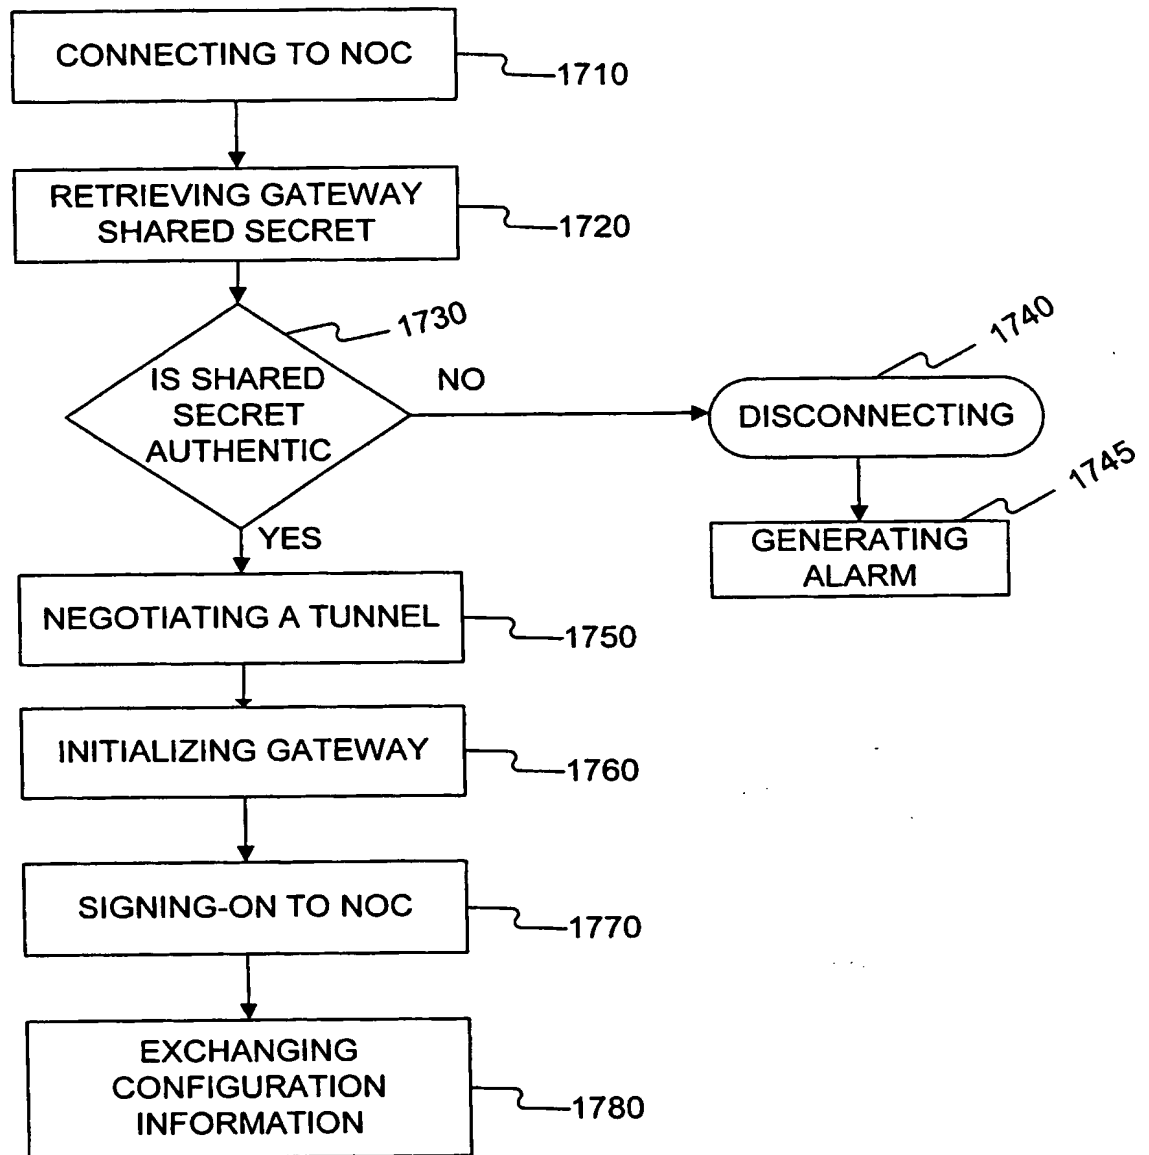 CONNECTING TO NOC
1710
RETRIEVING GATEWAY
SHARED SECRET
1720
1730
IS SHARED
SECRET
AUTHENTIC
NO
1740
DISCONNECTING
1745
GENERATING
ALARM
YES
NEGOTIATING A TUNNEL
1750
INITIALIZING GATEWAY
1760
SIGNING-ON TO NOC
1770
EXCHANGING
CONFIGURATION
INFORMATION
1780